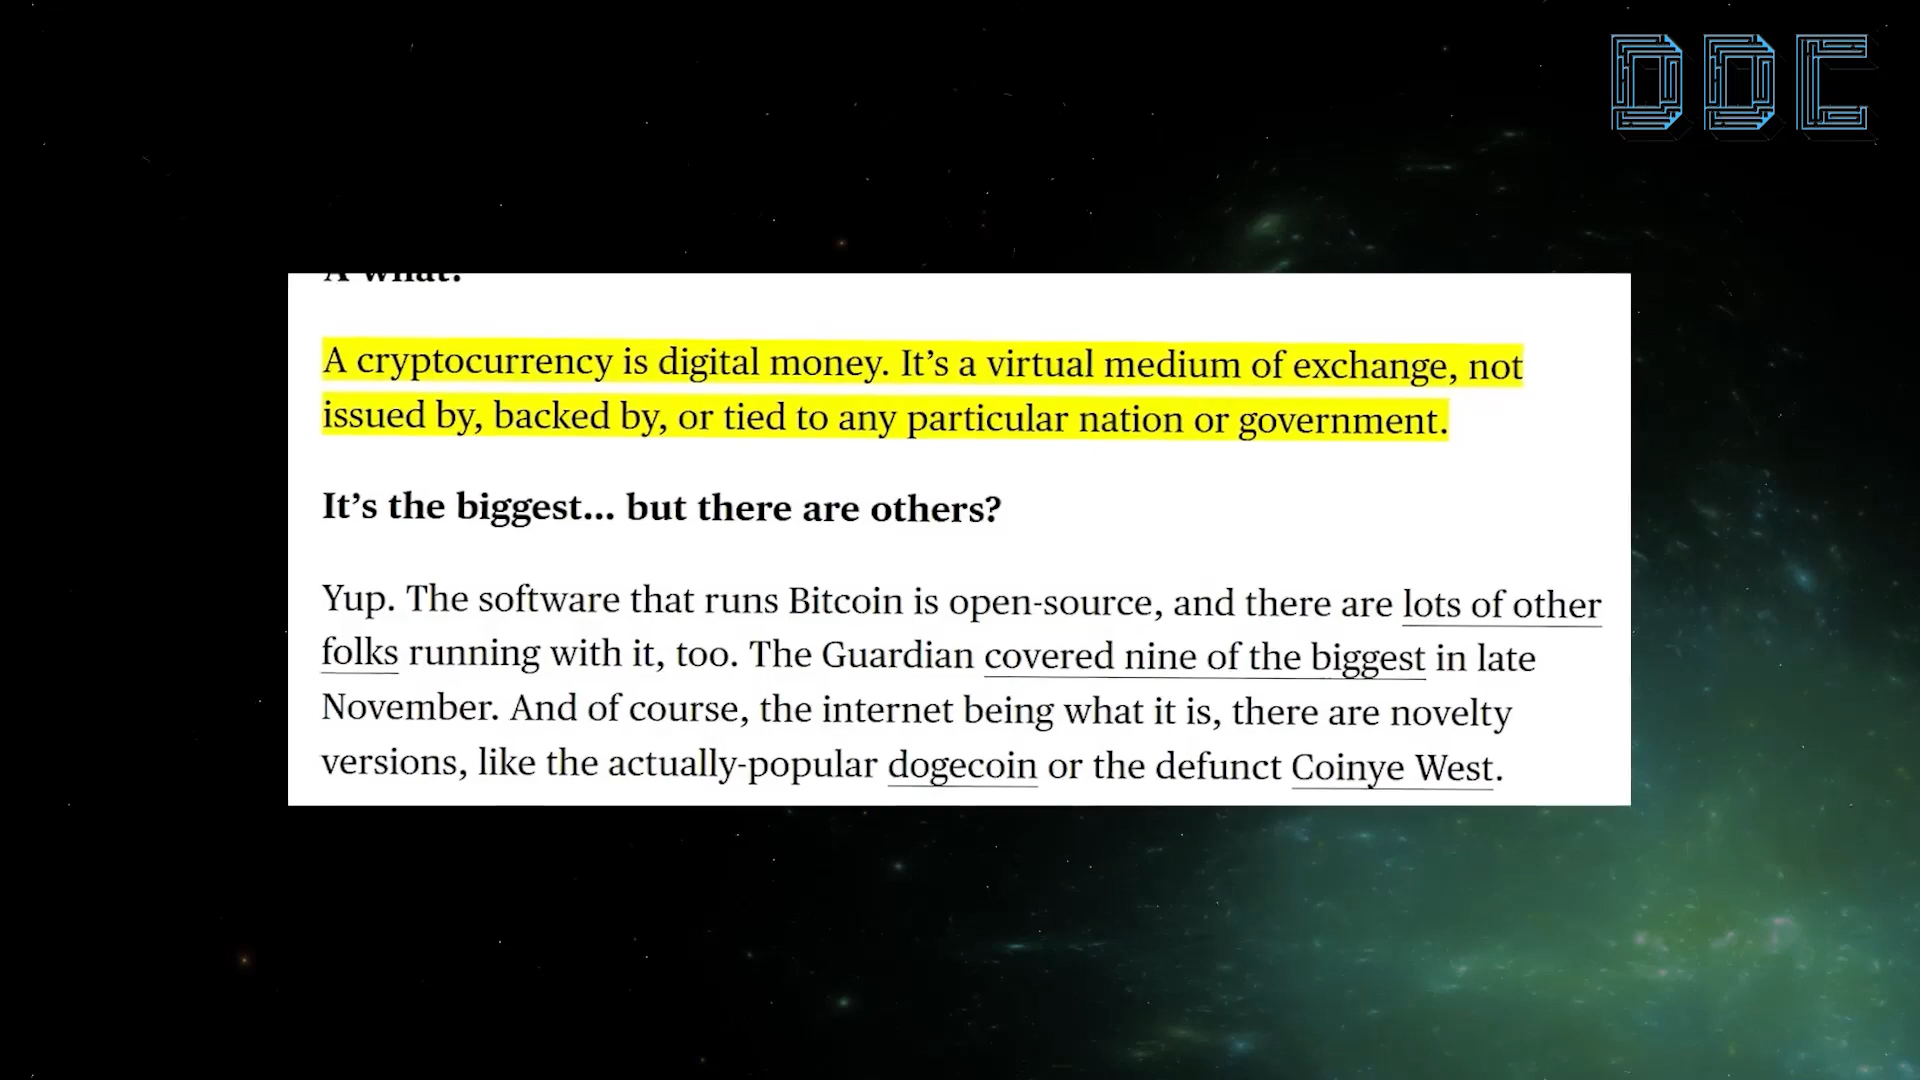 DDC
A what?
A cryptocurrency is digital money. It’s a virtual medium of exchange, not
issued by, backed by, or tied to any particular nation or government.
It’s the biggest... but there are others?
Yup. The software that runs Bitcoin is open-source, and there are lots of other
folks running with it, too. The Guardian covered nine of the biggest in late
November. And of course, the internet being what it is, there are novelty
versions, like the actually-popular dogecoin or the defunct Coinye West.